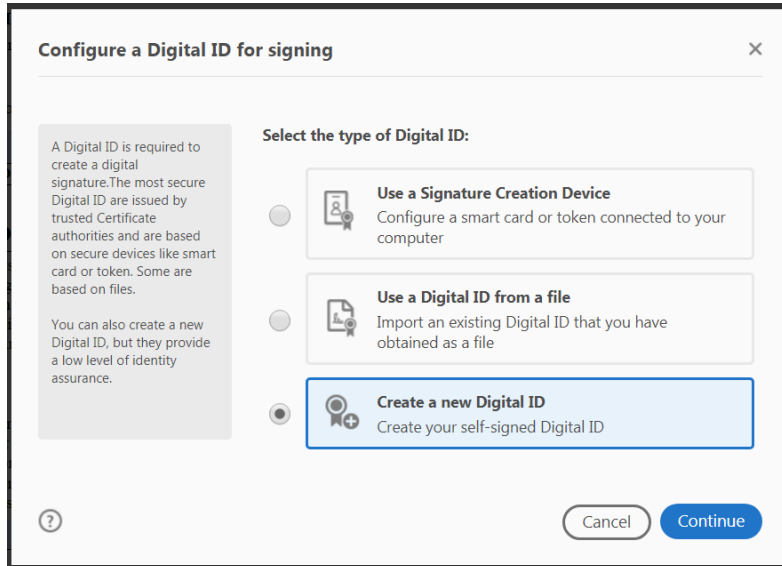 Configure a Digital ID for signing
A Digital ID is required to
create a digital
signature.The most secure
Digital ID are issued by
trusted Certificate
authorities and are based
on secure devices like smart
card or token. Some are
based on files.
You can also create a new
Digital ID, but they provide
a low level of identity
assurance.
Select the type of Digital ID:
Use a Signature Creation Device
Configure a smart card or token connected to your
computer
Use a Digital ID from a file
Import an existing Digital ID that you have
obtained as a file
Create a new Digital ID
Create your self-signed Digital ID
?
Cancel
Continue